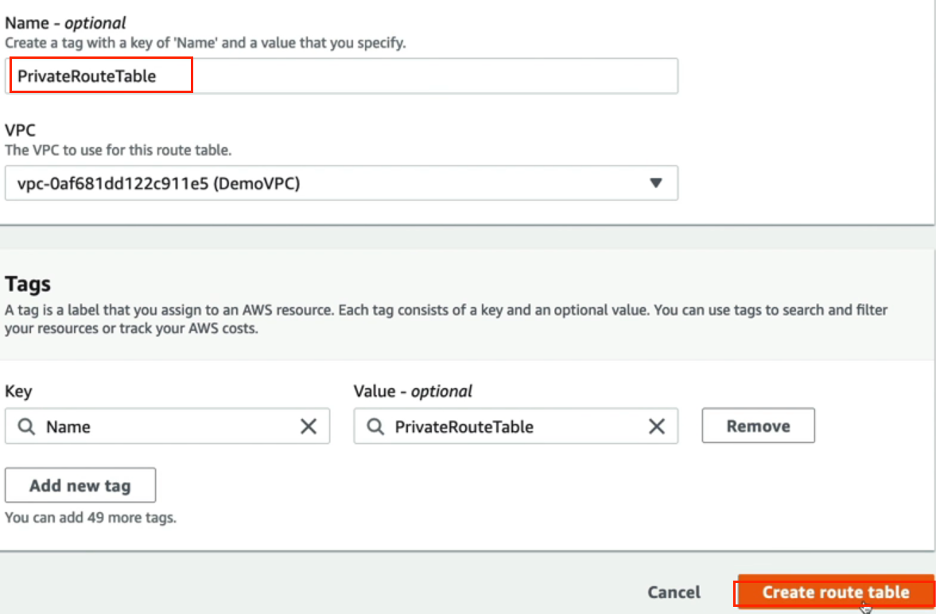 Name - optional
Create a tag with a key of 'Name' and a value that you specify.
PrivateRouteTable
VPC
The VPC to use for this route table.
vpc-0af681dd122c911e5 (DemoVPC)
Tags
A tag is a label that you assign to an AWS resource. Each tag consists of a key and an optional value. You can use tags to search and filter
your resources or track your AWS costs.
Key
Value - optional
Name
PrivateRouteTable
Remove
Add new tag
You can add 49 more tags.
Cancel
Create route table